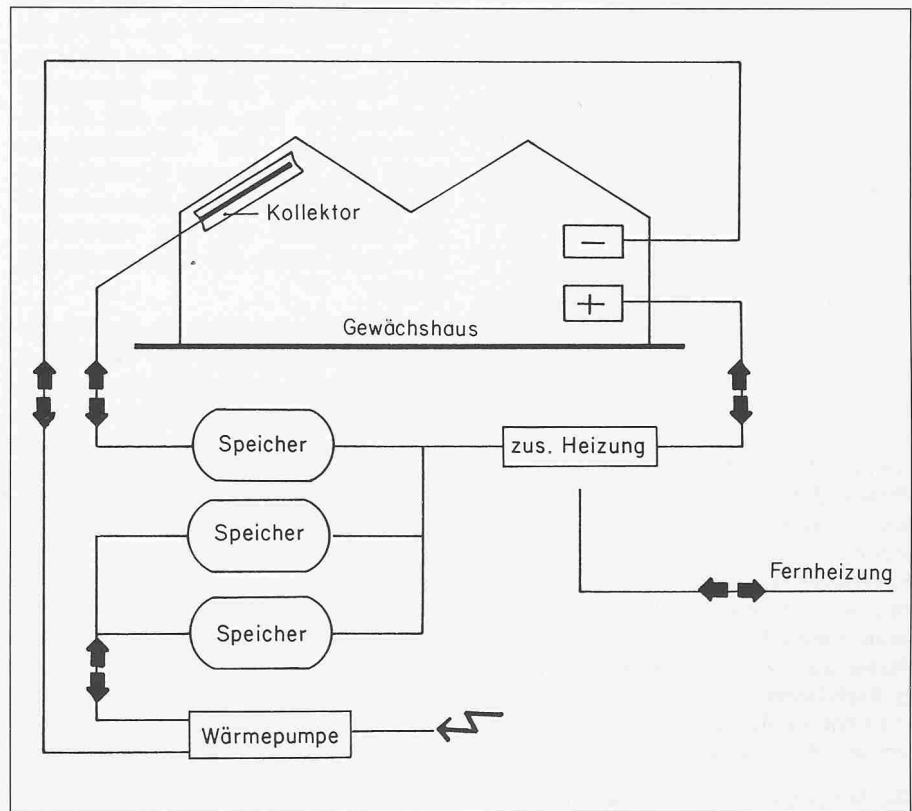 Kollektor
−
+
Gewächshaus
Speicher
zus. Heizung
Speicher
Fernheizung
Speicher
Wärmepumpe